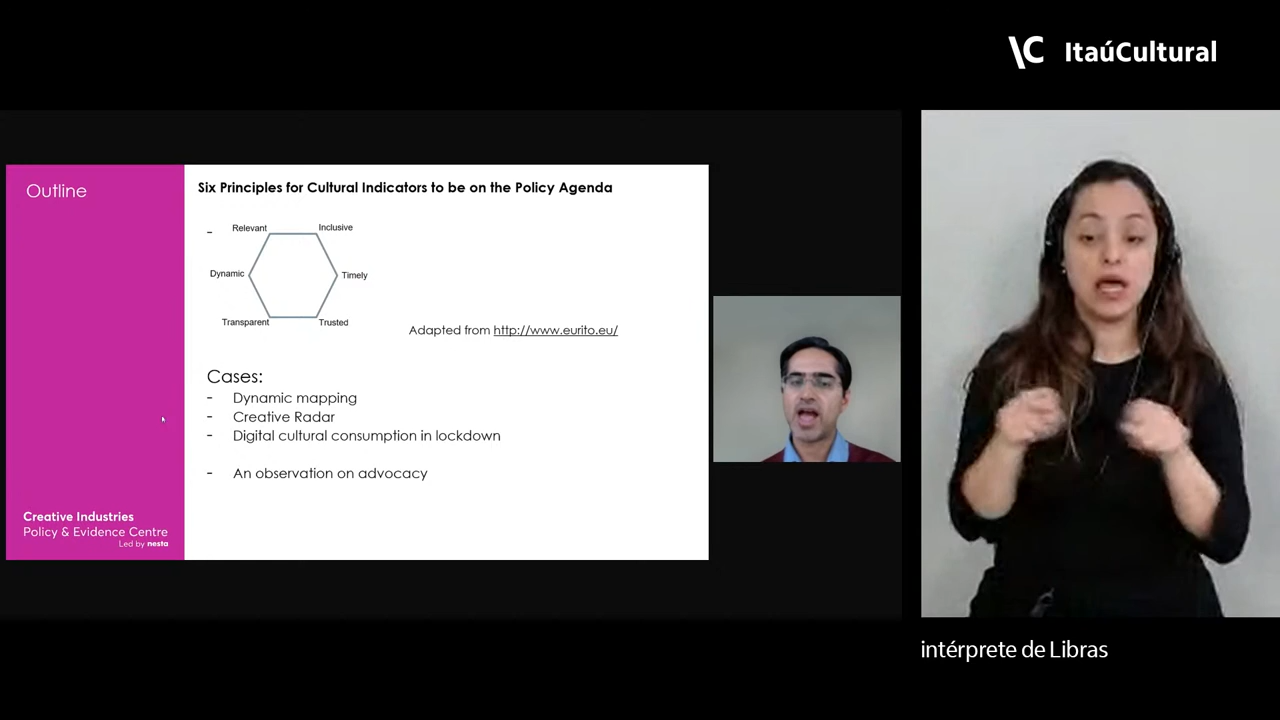 \C ItaúCultural
Outline
Six Principles for Cultural Indicators to be on the Policy Agenda
-
Relevant
Inclusive
Dynamic
Timely
Transparent
Trusted
Adapted from http://www.eurito.eu/
Cases:
- Dynamic mapping
- Creative Radar
- Digital cultural consumption in lockdown
- An observation on advocacy
Creative Industries
Policy & Evidence Centre
Led by nesta
intérprete de Libras